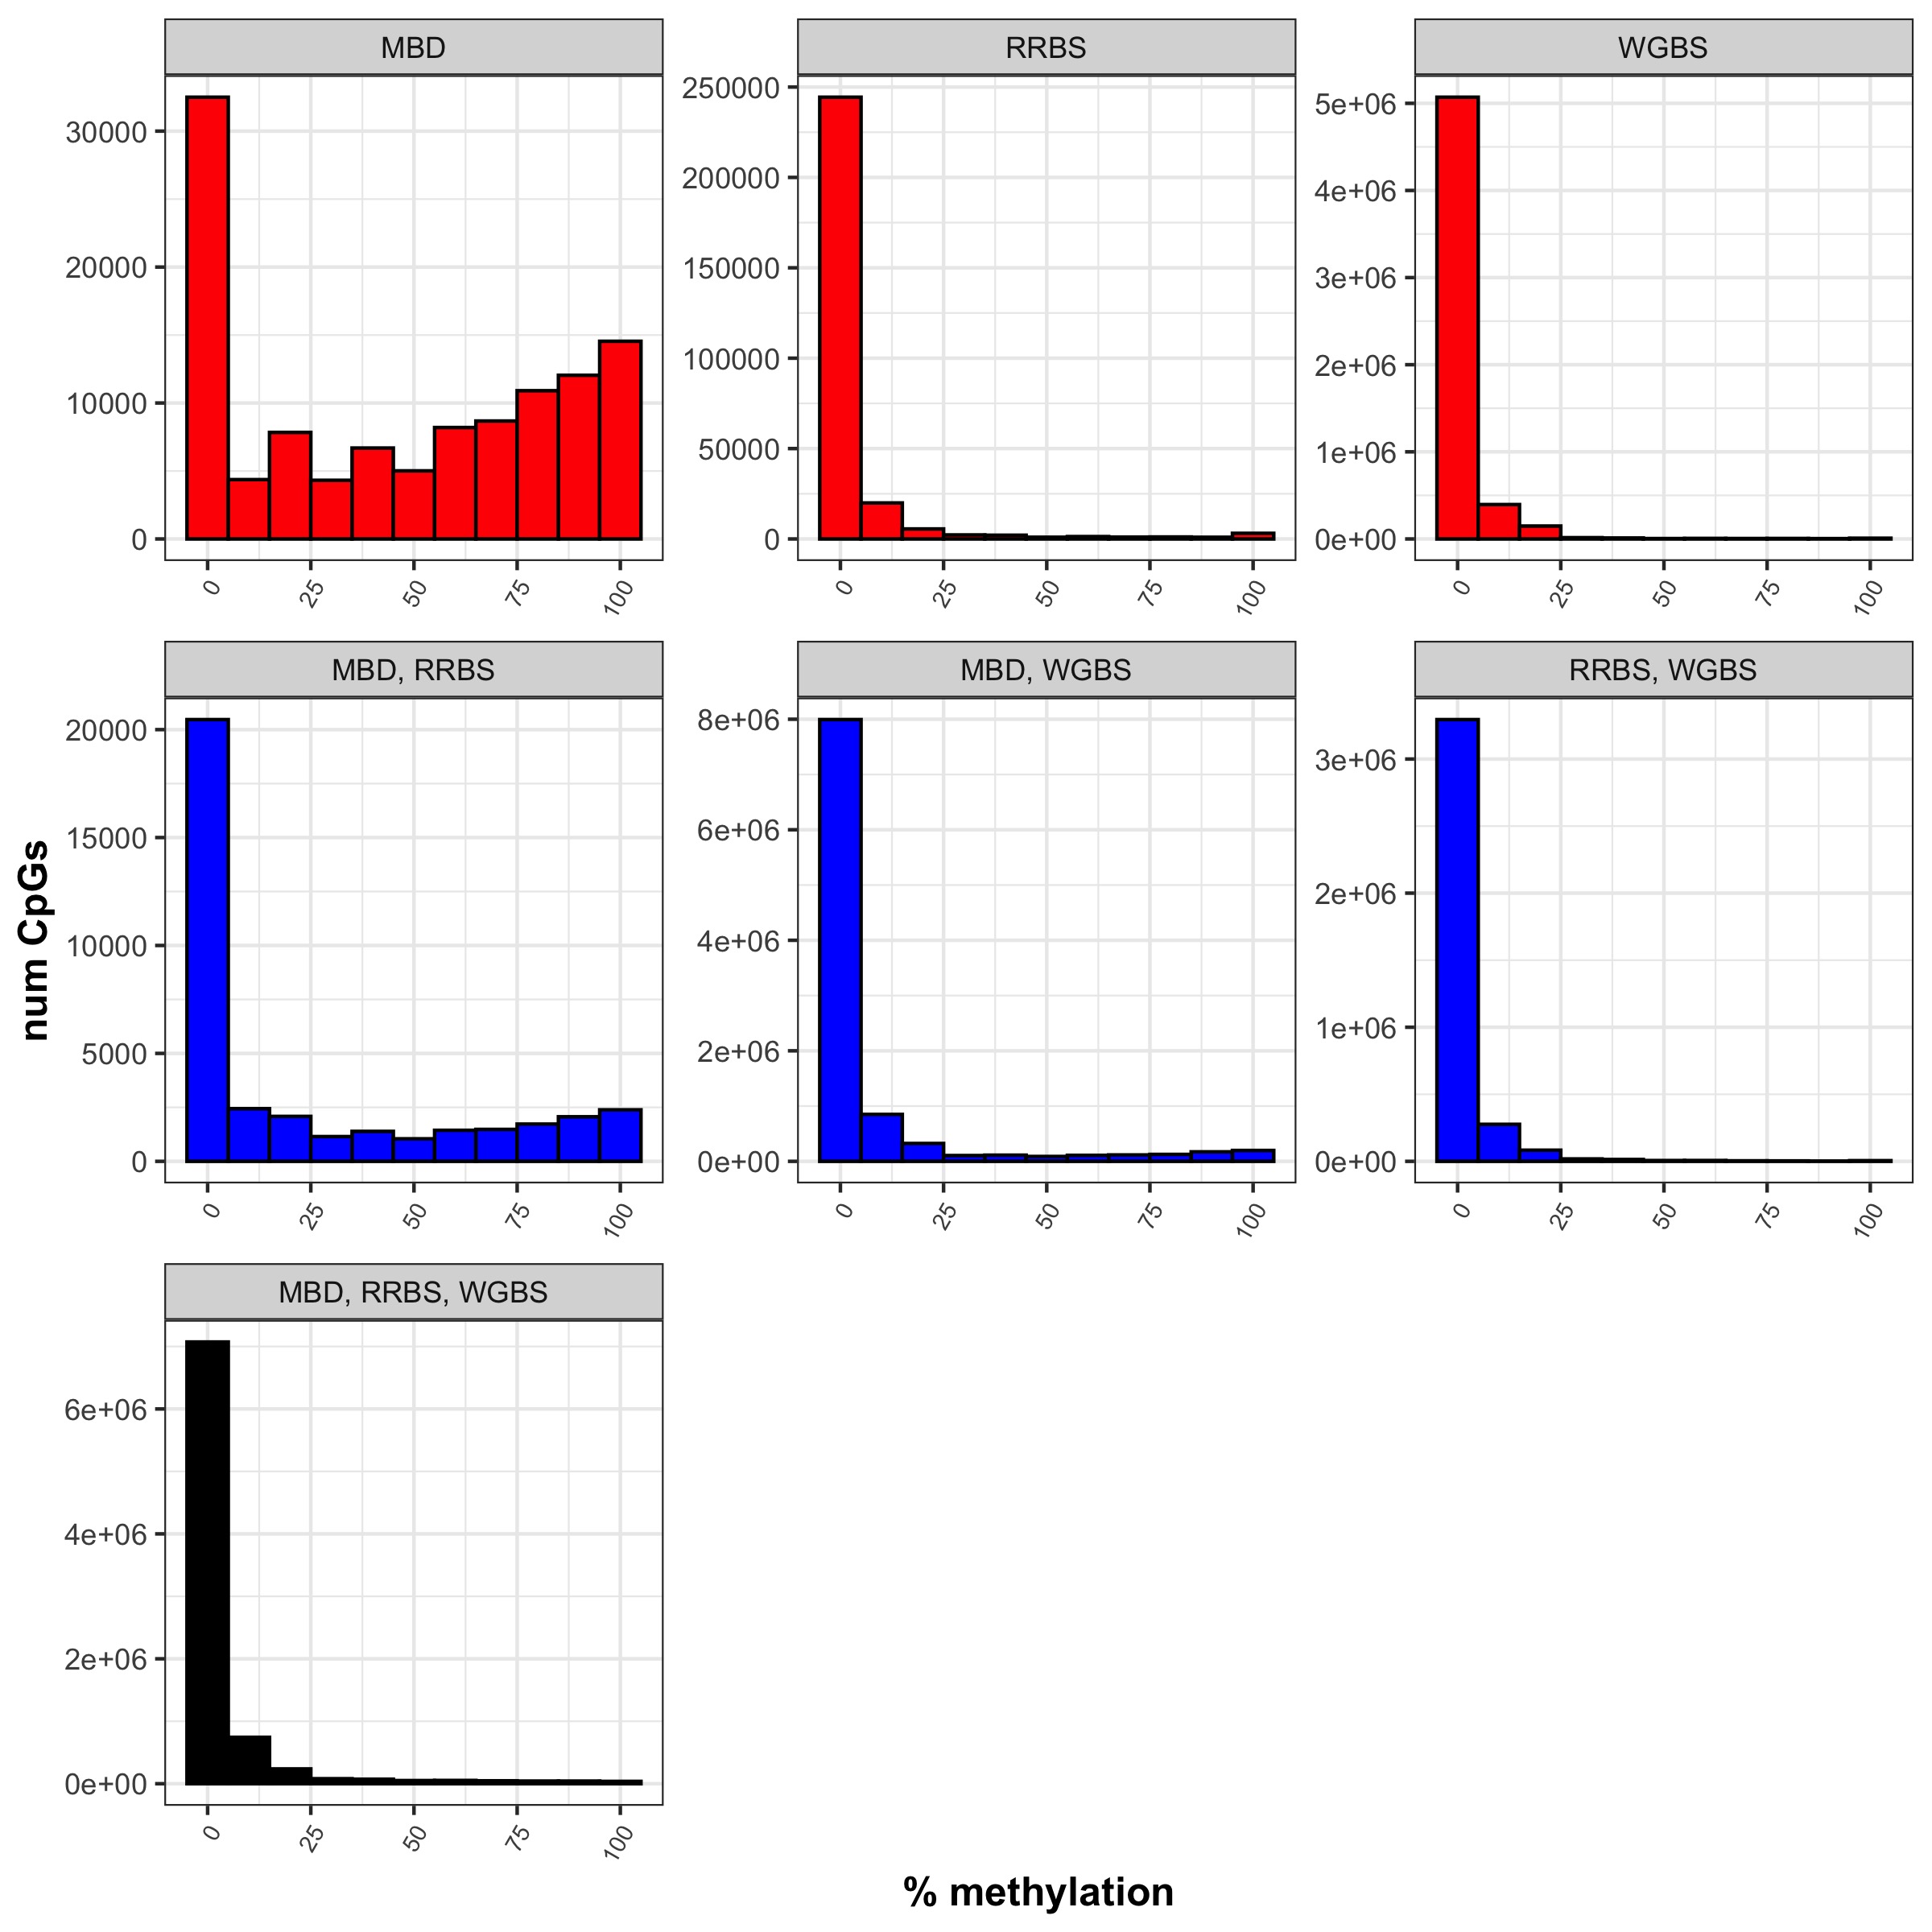 MBD
RRBS
WGBS
30000
20000
10000
0
250000
200000
150000
100000
50000
0
5e+06
4e+06
3e+06
2e+06
1e+06
0e+00
0 25 50 75 100
0 25 50 75 100
0 25 50 75 100
MBD, RRBS
MBD, WGBS
RRBS, WGBS
20000
15000
10000
5000
0
8e+06
6e+06
4e+06
2e+06
0e+00
3e+06
2e+06
1e+06
0e+00
0 25 50 75 100
0 25 50 75 100
0 25 50 75 100
num CpGs
MBD, RRBS, WGBS
6e+06
4e+06
2e+06
0e+00
0 25 50 75 100
% methylation